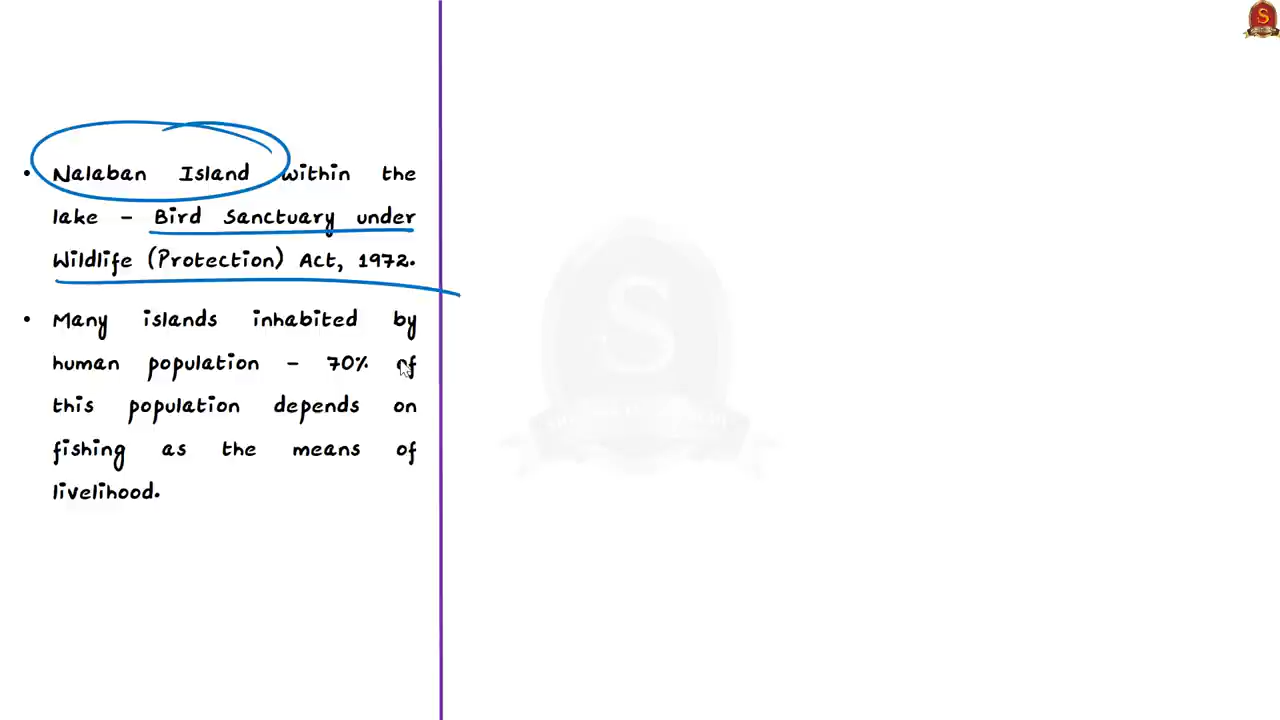 • Nalaban Island within the
lake - Bird Sanctuary under
Wildlife (Protection) Act, 1972.
• Many islands inhabited by
human population - 70% of
this population depends on
fishing as the means of
livelihood.
S
S